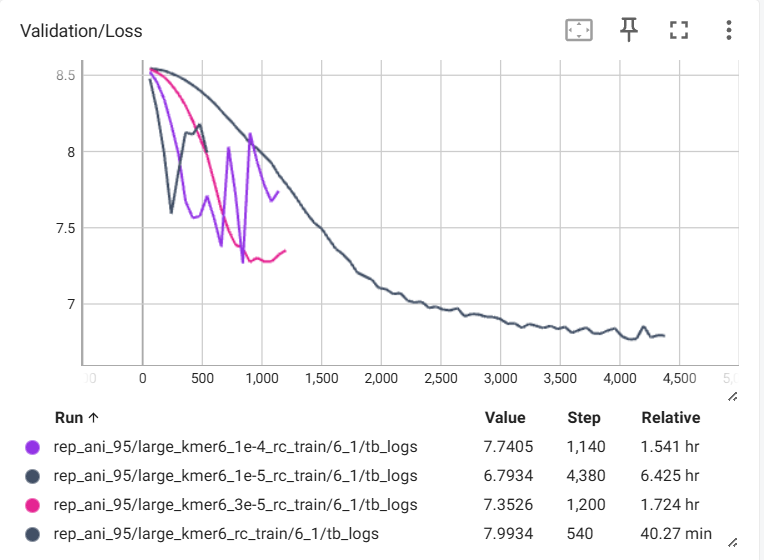 Validation/Loss
8.5
8
7.5
7
0 500 1,000 1,500 2,000 2,500 3,000 3,500 4,000 4,500
Run ↑ Value Step Relative
rep_ani_95/large_kmer6_1e-4_rc_train/6_1/tb_logs 7.7405 1,140 1.541 hr
rep_ani_95/large_kmer6_1e-5_rc_train/6_1/tb_logs 6.7934 4,380 6.425 hr
rep_ani_95/large_kmer6_3e-5_rc_train/6_1/tb_logs 7.3526 1,200 1.724 hr
rep_ani_95/large_kmer6_rc_train/6_1/tb_logs 7.9934 540 40.27 min